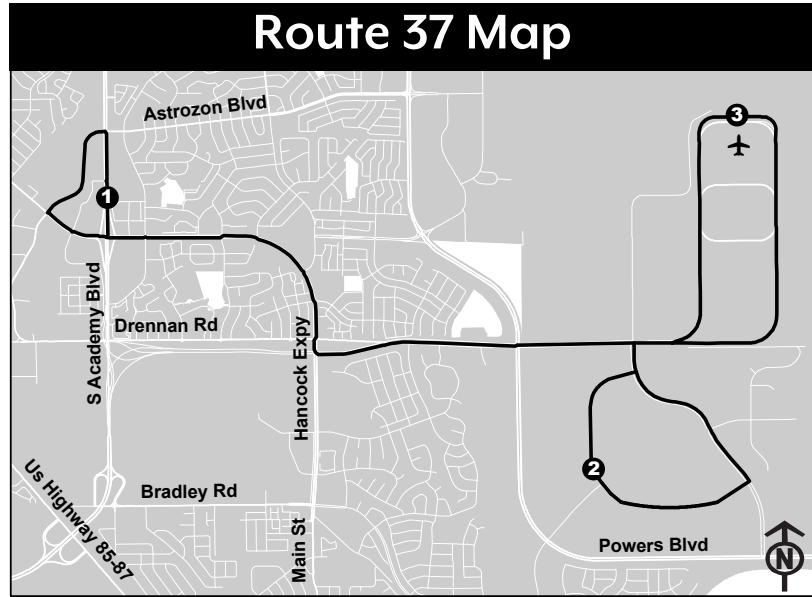 Route 37 Map
Astrozon Blvd
3
1
S Academy Blvd
Drennan Rd
Hancock Expy
2
Bradley Rd
Us Highway 85-87
Main St
Powers Blvd
N